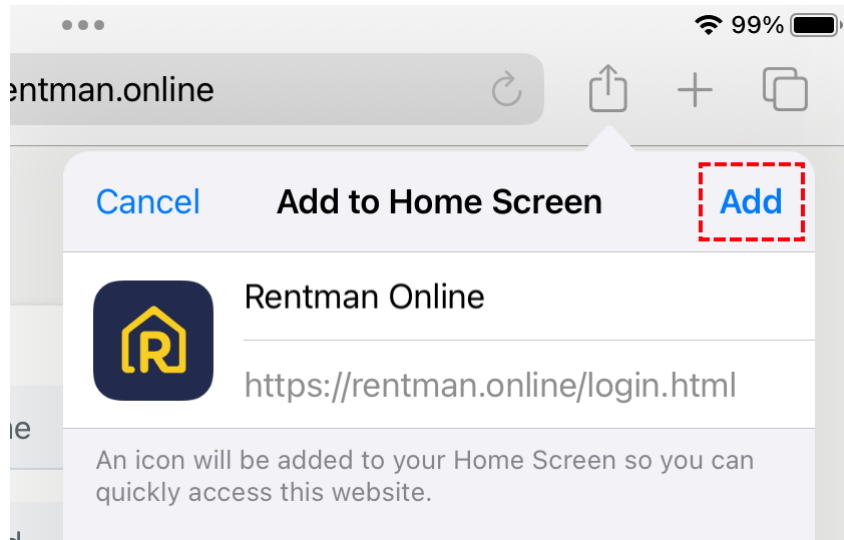 99%
entman.online
Cancel
Add to Home Screen
Add
Rentman Online
R
https://rentman.online/login.html
An icon will be added to your Home Screen so you can
quickly access this website.